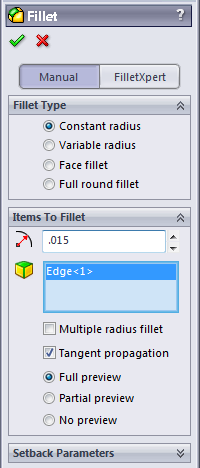 Fillet
?
Manual
FilletXpert
Fillet Type
Constant radius
Variable radius
Face fillet
Full round fillet
Items To Fillet
.015
Edge<1>
Multiple radius fillet
Tangent propagation
Full preview
Partial preview
No preview
Setback Parameters